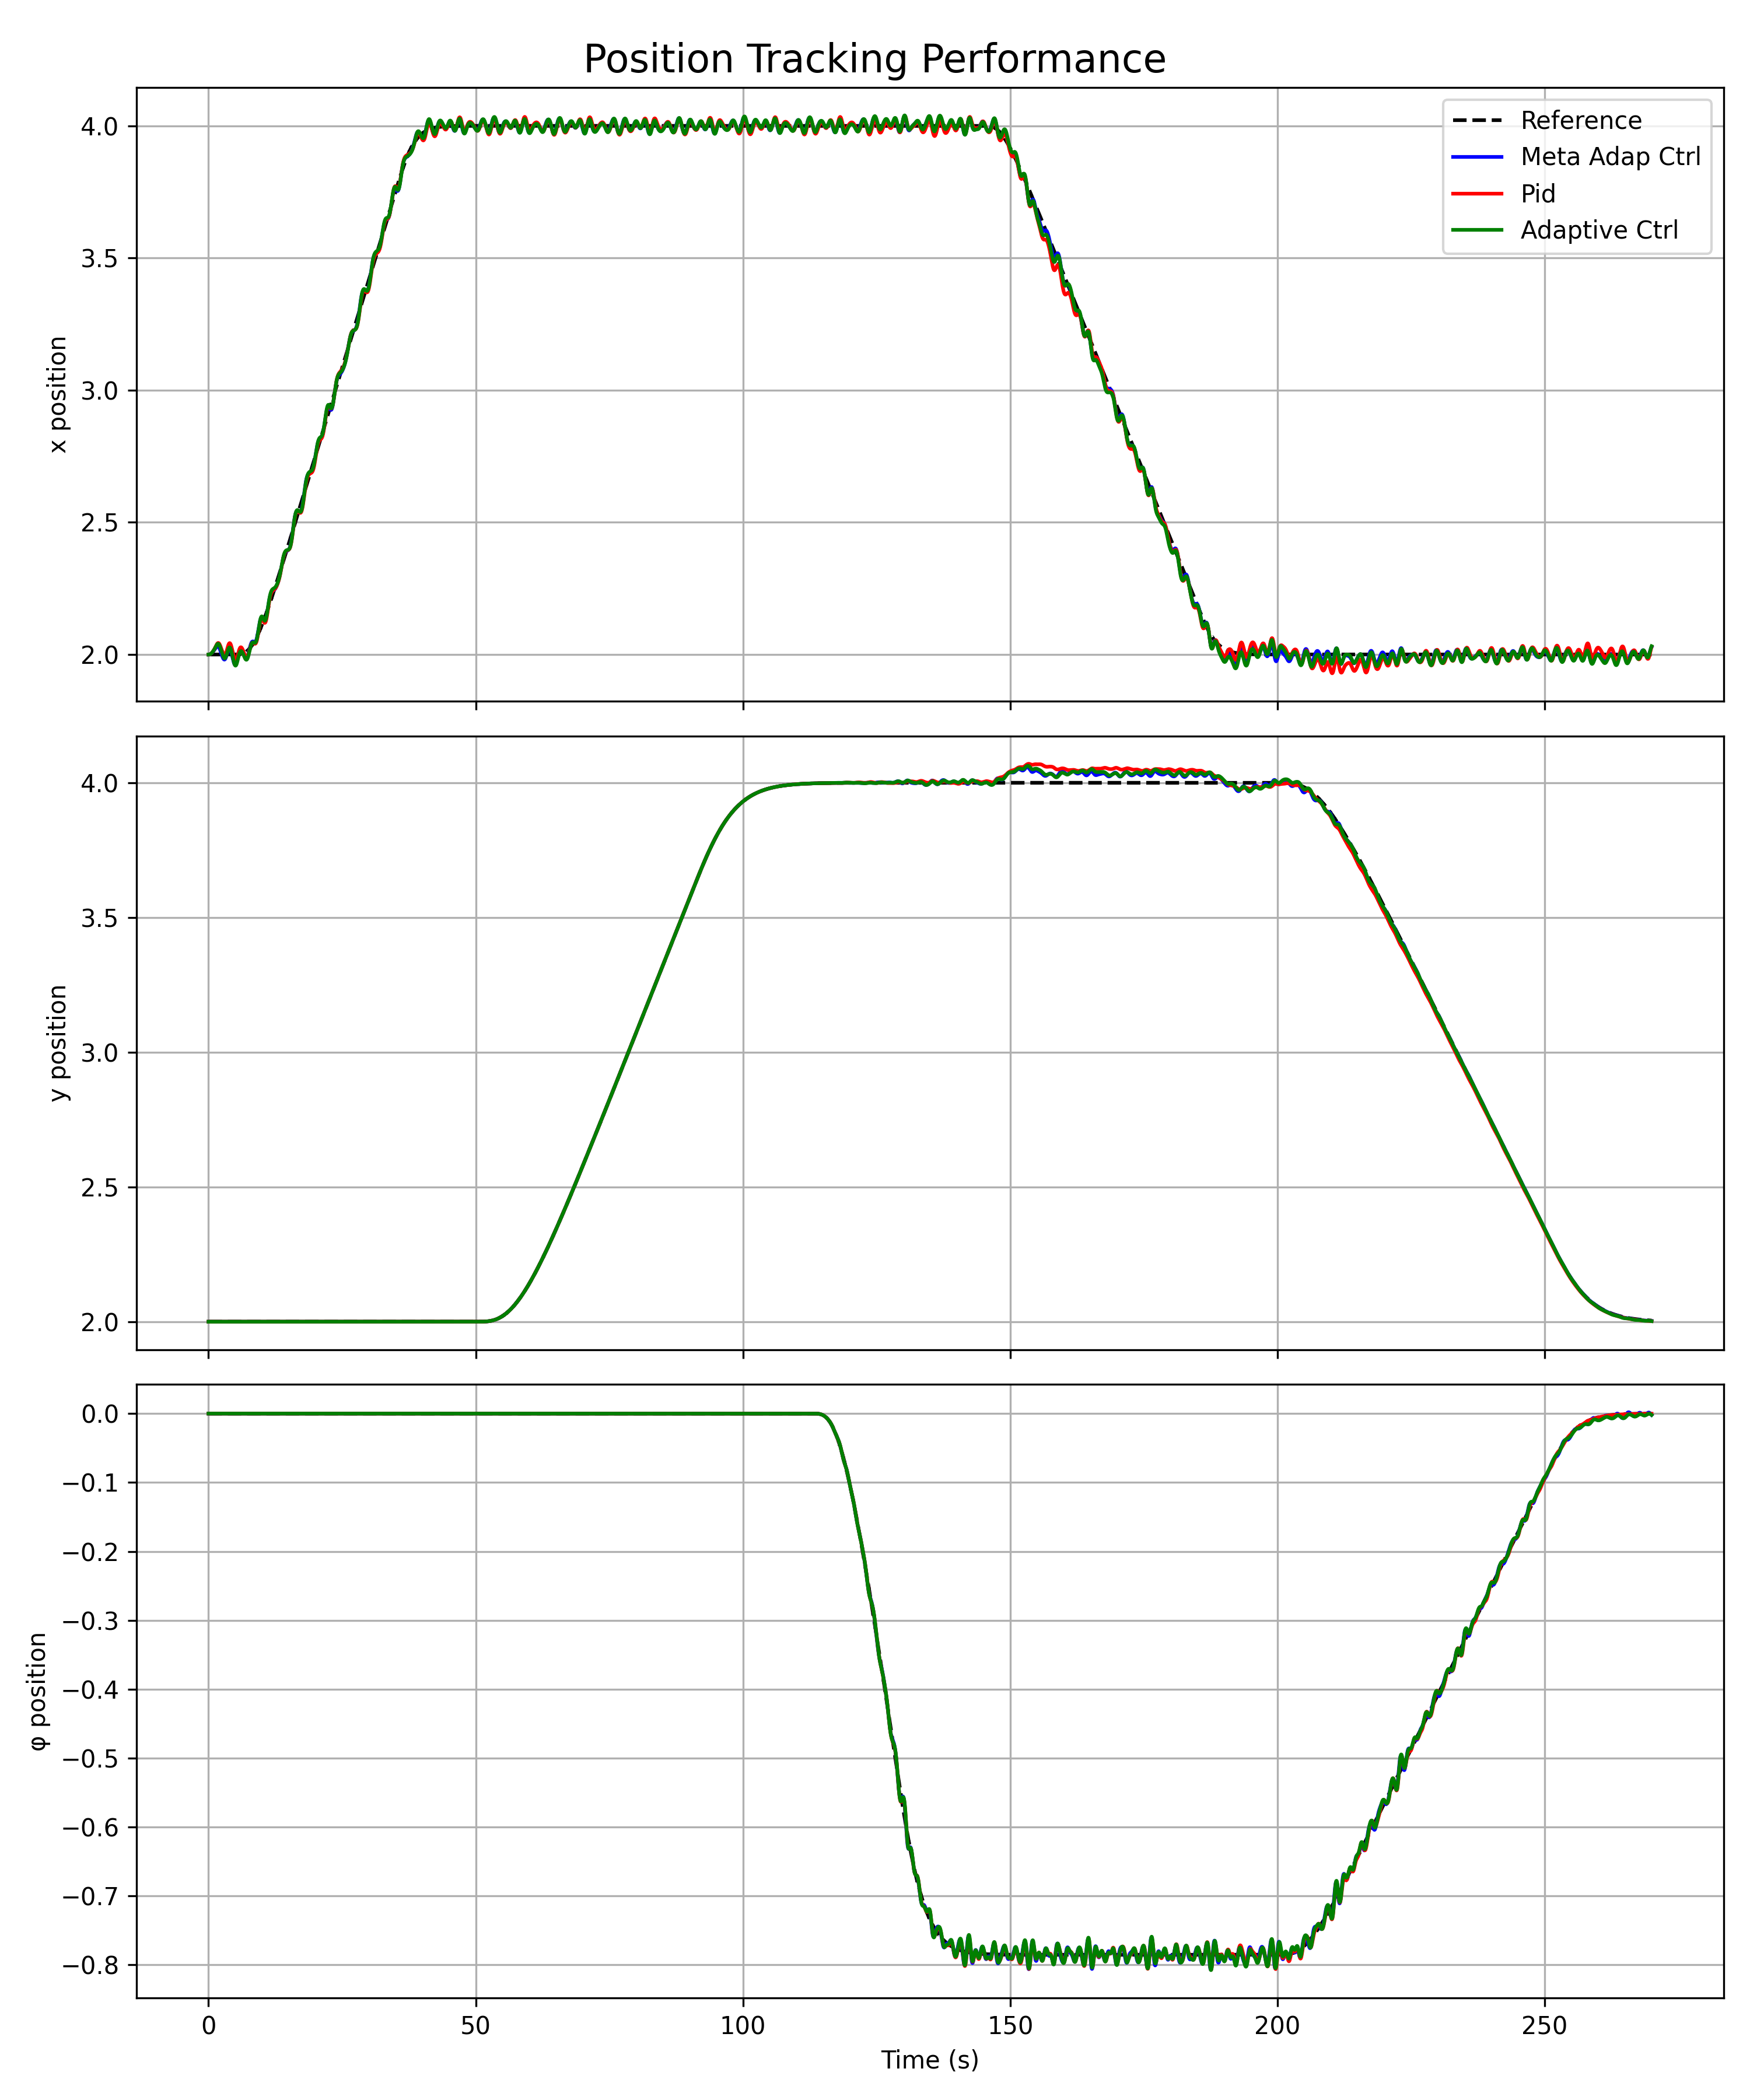 Position Tracking Performance
4.0
3.5
3.0
2.5
2.0
x position
Reference
Meta Adap Ctrl
Pid
Adaptive Ctrl
4.0
3.5
3.0
2.5
2.0
y position
0.0
−0.1
−0.2
−0.3
−0.4
−0.5
−0.6
−0.7
−0.8
φ position
0 50 100 150 200 250
Time (s)